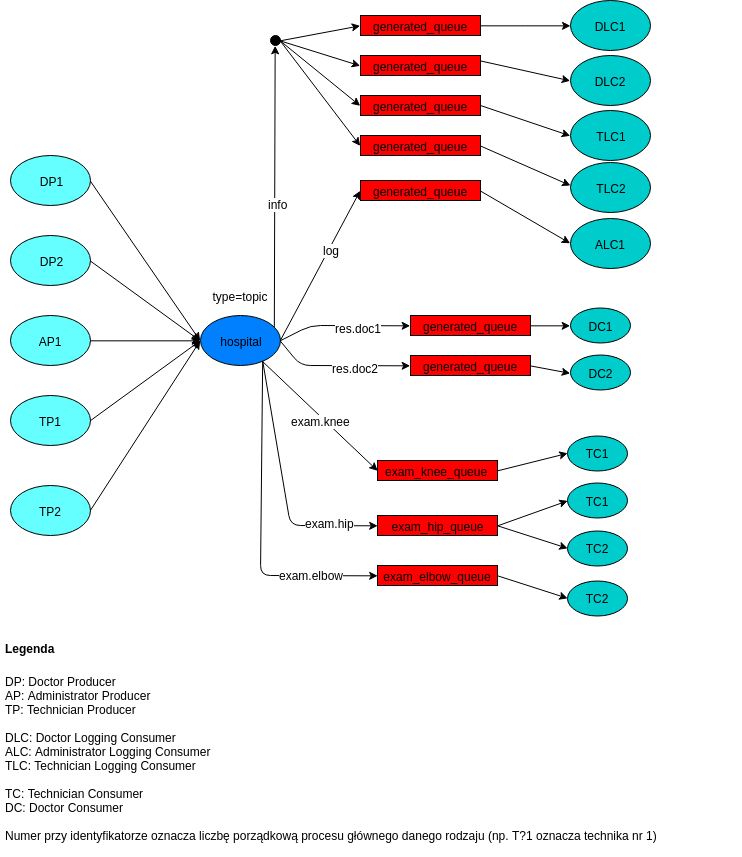 generated_queue
DLC1
generated_queue
DLC2
generated_queue
TLC1
generated_queue
TLC2
generated_queue
ALC1
info
log
DP1
DP2
AP1
TP1
TP2
type=topic
hospital
res.doc1
generated_queue
DC1
res.doc2
generated_queue
DC2
exam.knee
exam_knee_queue
TC1
exam.hip
exam_hip_queue
TC1
TC2
exam.elbow
exam_elbow_queue
TC2
Legenda
DP: Doctor Producer
AP: Administrator Producer
TP: Technician Producer
DLC: Doctor Logging Consumer
ALC: Administrator Logging Consumer
TLC: Technician Logging Consumer
TC: Technician Consumer
DC: Doctor Consumer
Numer przy identyfikatorze oznacza liczbę porządkową procesu głównego danego rodzaju (np. T?1 oznacza technika nr 1)